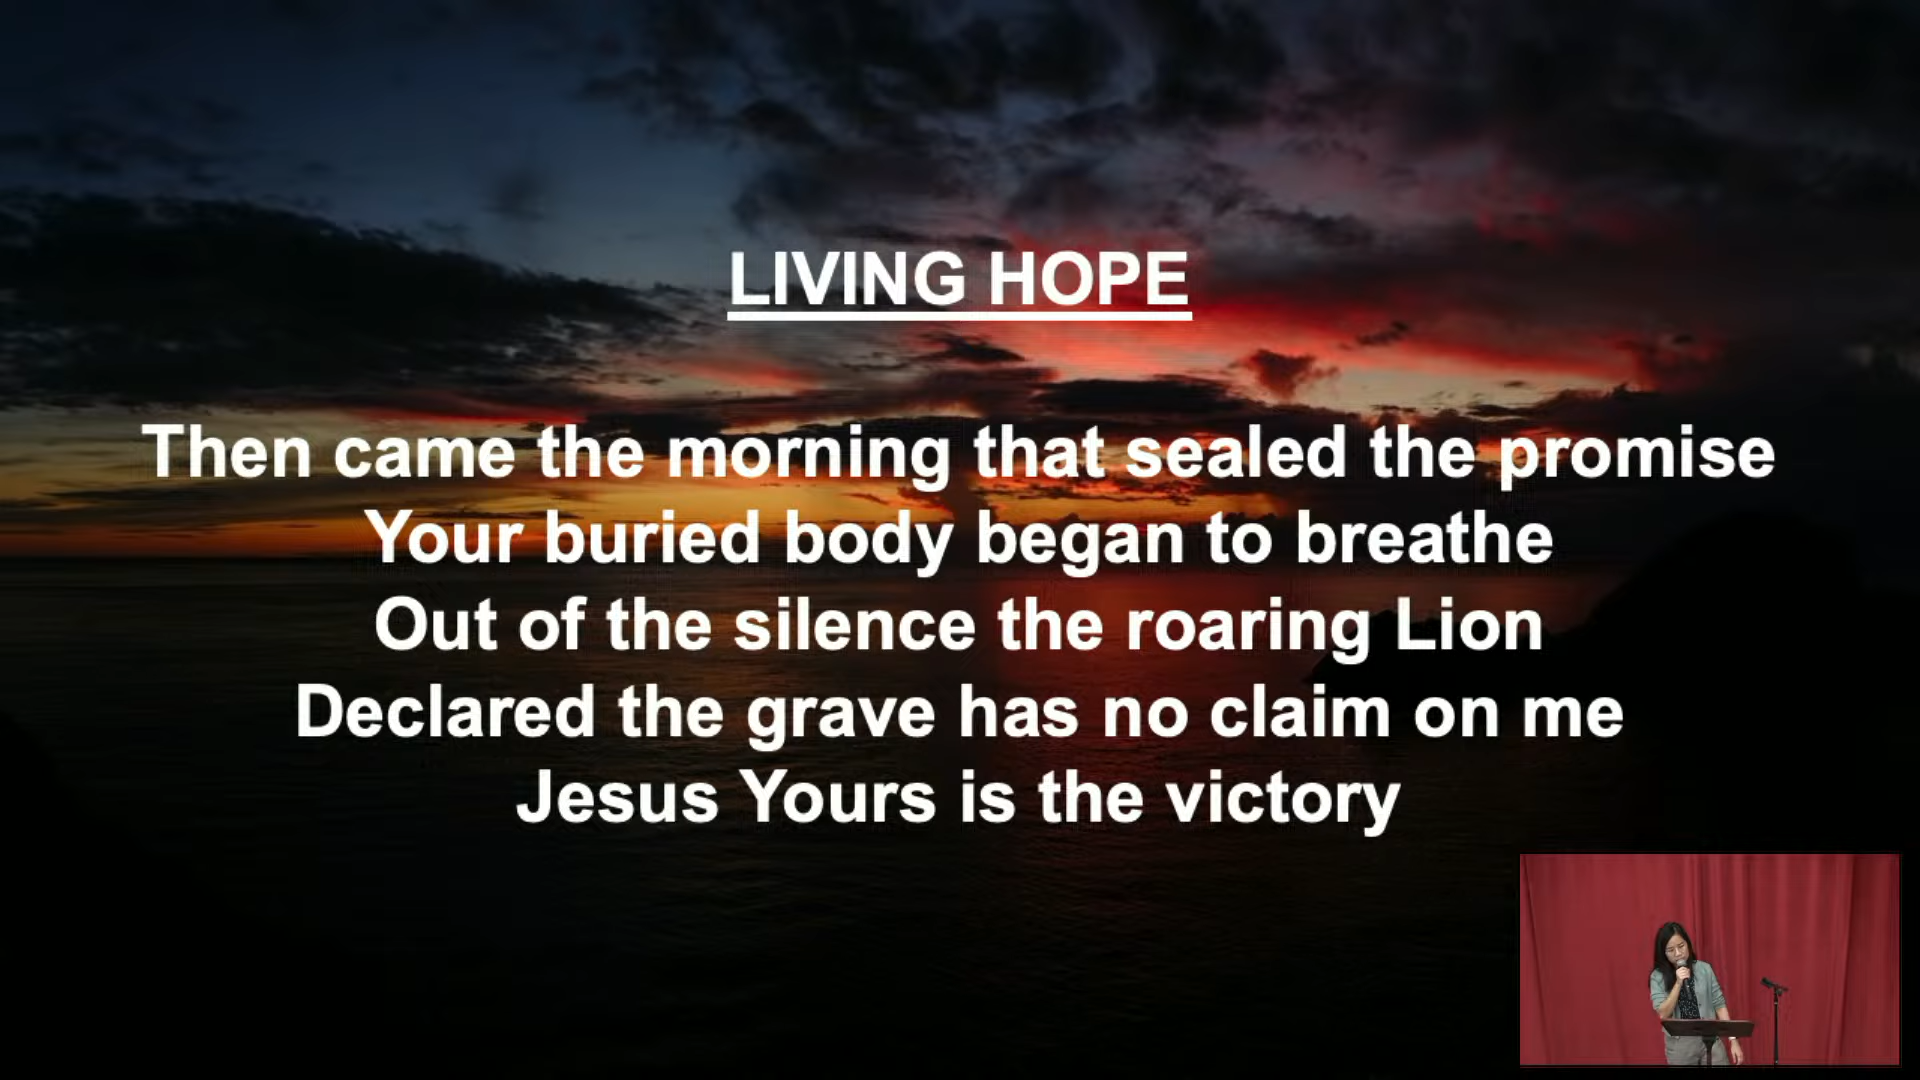 LIVING HOPE
Then came the morning that sealed the promise
Your buried body began to breathe
Out of the silence the roaring Lion
Declared the grave has no claim on me
Jesus Yours is the victory